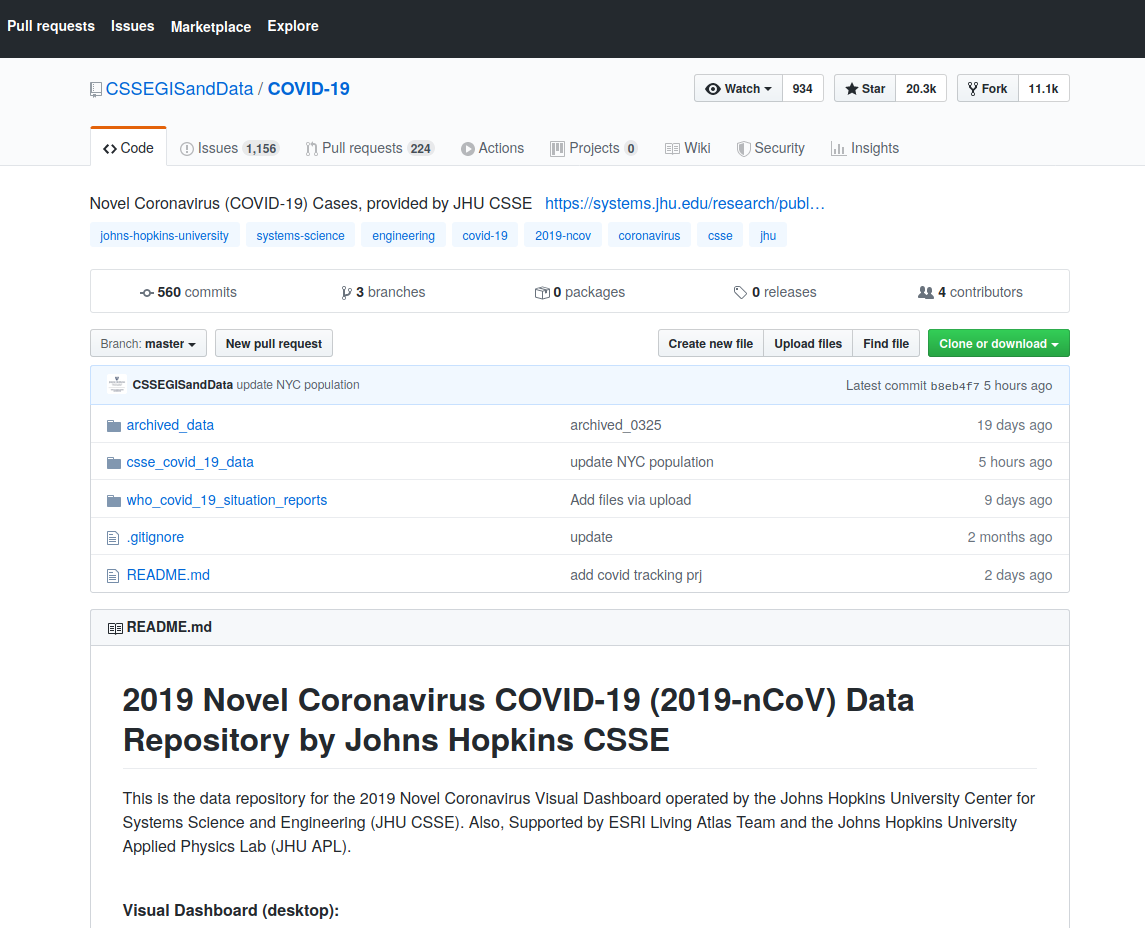 Pull requests Issues Marketplace Explore
CSSEGISandData / COVID-19 Watch 934 Star 20.3k Fork 11.1k
Code Issues 1,156 Pull requests 224 Actions Projects 0 Wiki Security Insights
Novel Coronavirus (COVID-19) Cases, provided by JHU CSSE https://systems.jhu.edu/research/publ…
johns-hopkins-university systems-science engineering covid-19 2019-ncov coronavirus csse jhu
560 commits 3 branches 0 packages 0 releases 4 contributors
Branch: master New pull request Create new file Upload files Find file Clone or download
CSSEGISandData update NYC population Latest commit b8eb4f7 5 hours ago
archived_data archived_0325 19 days ago
csse_covid_19_data update NYC population 5 hours ago
who_covid_19_situation_reports Add files via upload 9 days ago
.gitignore update 2 months ago
README.md add covid tracking prj 2 days ago
README.md
2019 Novel Coronavirus COVID-19 (2019-nCoV) Data
Repository by Johns Hopkins CSSE
This is the data repository for the 2019 Novel Coronavirus Visual Dashboard operated by the Johns Hopkins University Center for
Systems Science and Engineering (JHU CSSE). Also, Supported by ESRI Living Atlas Team and the Johns Hopkins University
Applied Physics Lab (JHU APL).
Visual Dashboard (desktop):